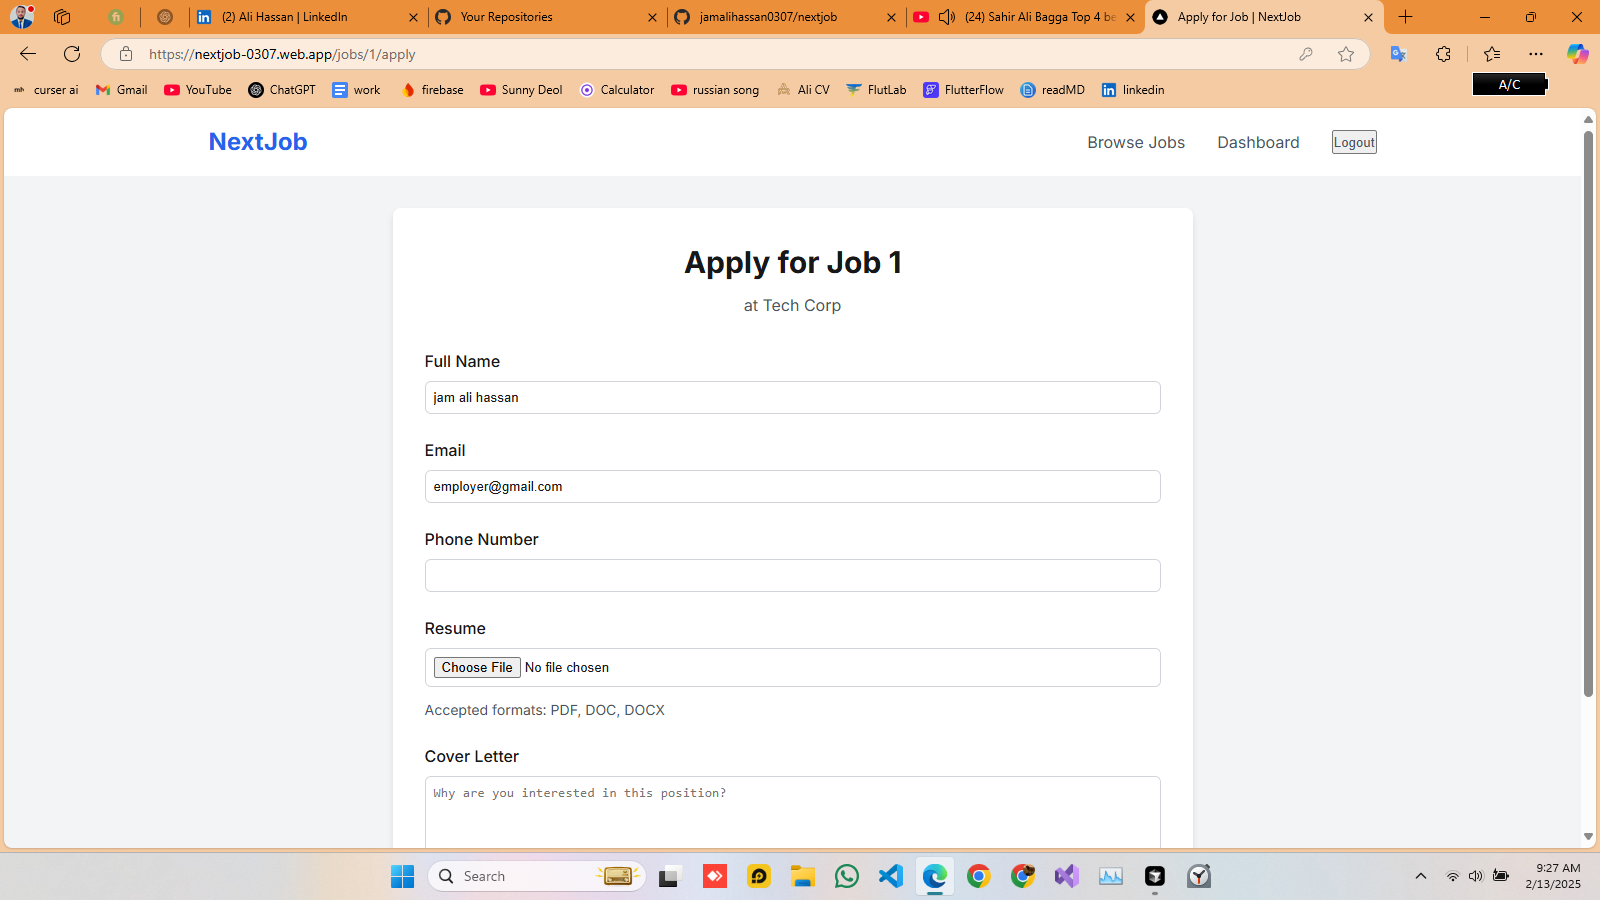 (2) Ali Hassan | LinkedIn
Your Repositories
jamalihassan0307/nextjob
(24) Sahir Ali Bagga Top 4 be
Apply for Job | NextJob
https://nextjob-0307.web.app/jobs/1/apply
curser ai
Gmail
YouTube
ChatGPT
work
firebase
Sunny Deol
Calculator
russian song
Ali CV
FlutLab
FlutterFlow
readMD
linkedin
A/C
NextJob
Browse Jobs
Dashboard
Logout
Apply for Job 1
at Tech Corp
Full Name
jam ali hassan
Email
employer@gmail.com
Phone Number
Resume
Choose File No file chosen
Accepted formats: PDF, DOC, DOCX
Cover Letter
Why are you interested in this position?
Search
9:27 AM
2/13/2025